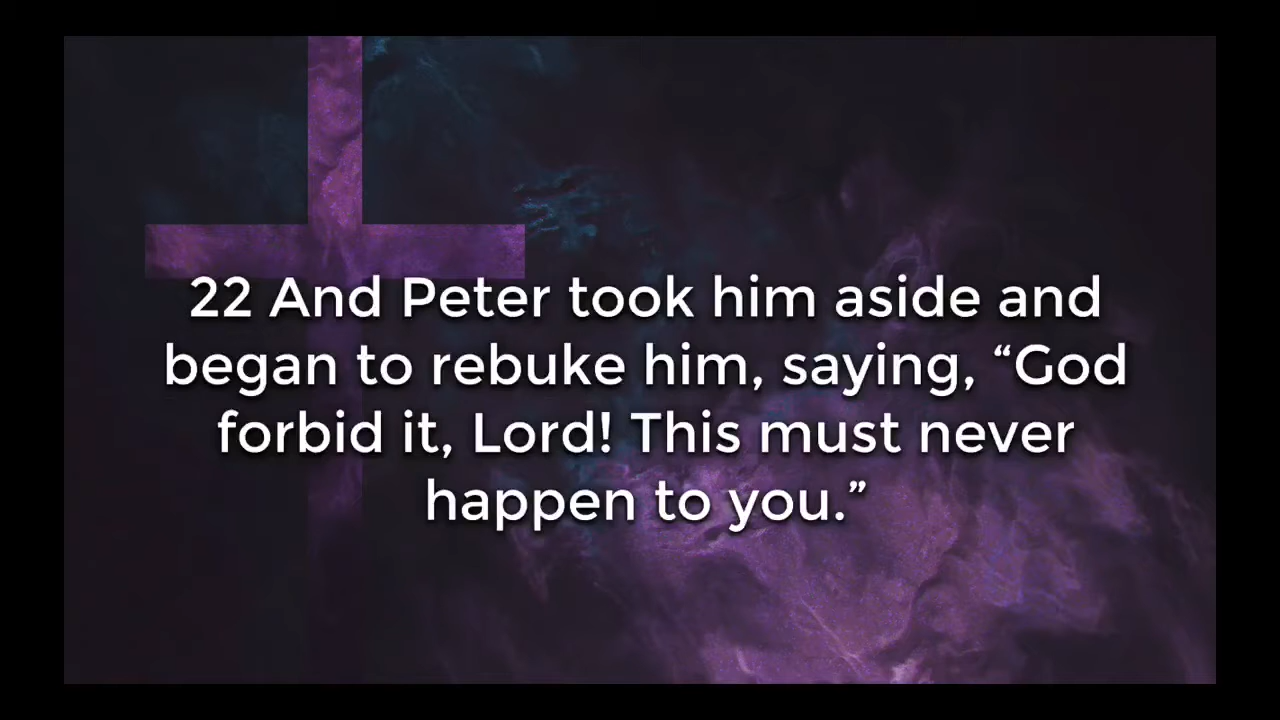 22 And Peter took him aside and
began to rebuke him, saying, “God
forbid it, Lord! This must never
happen to you.”